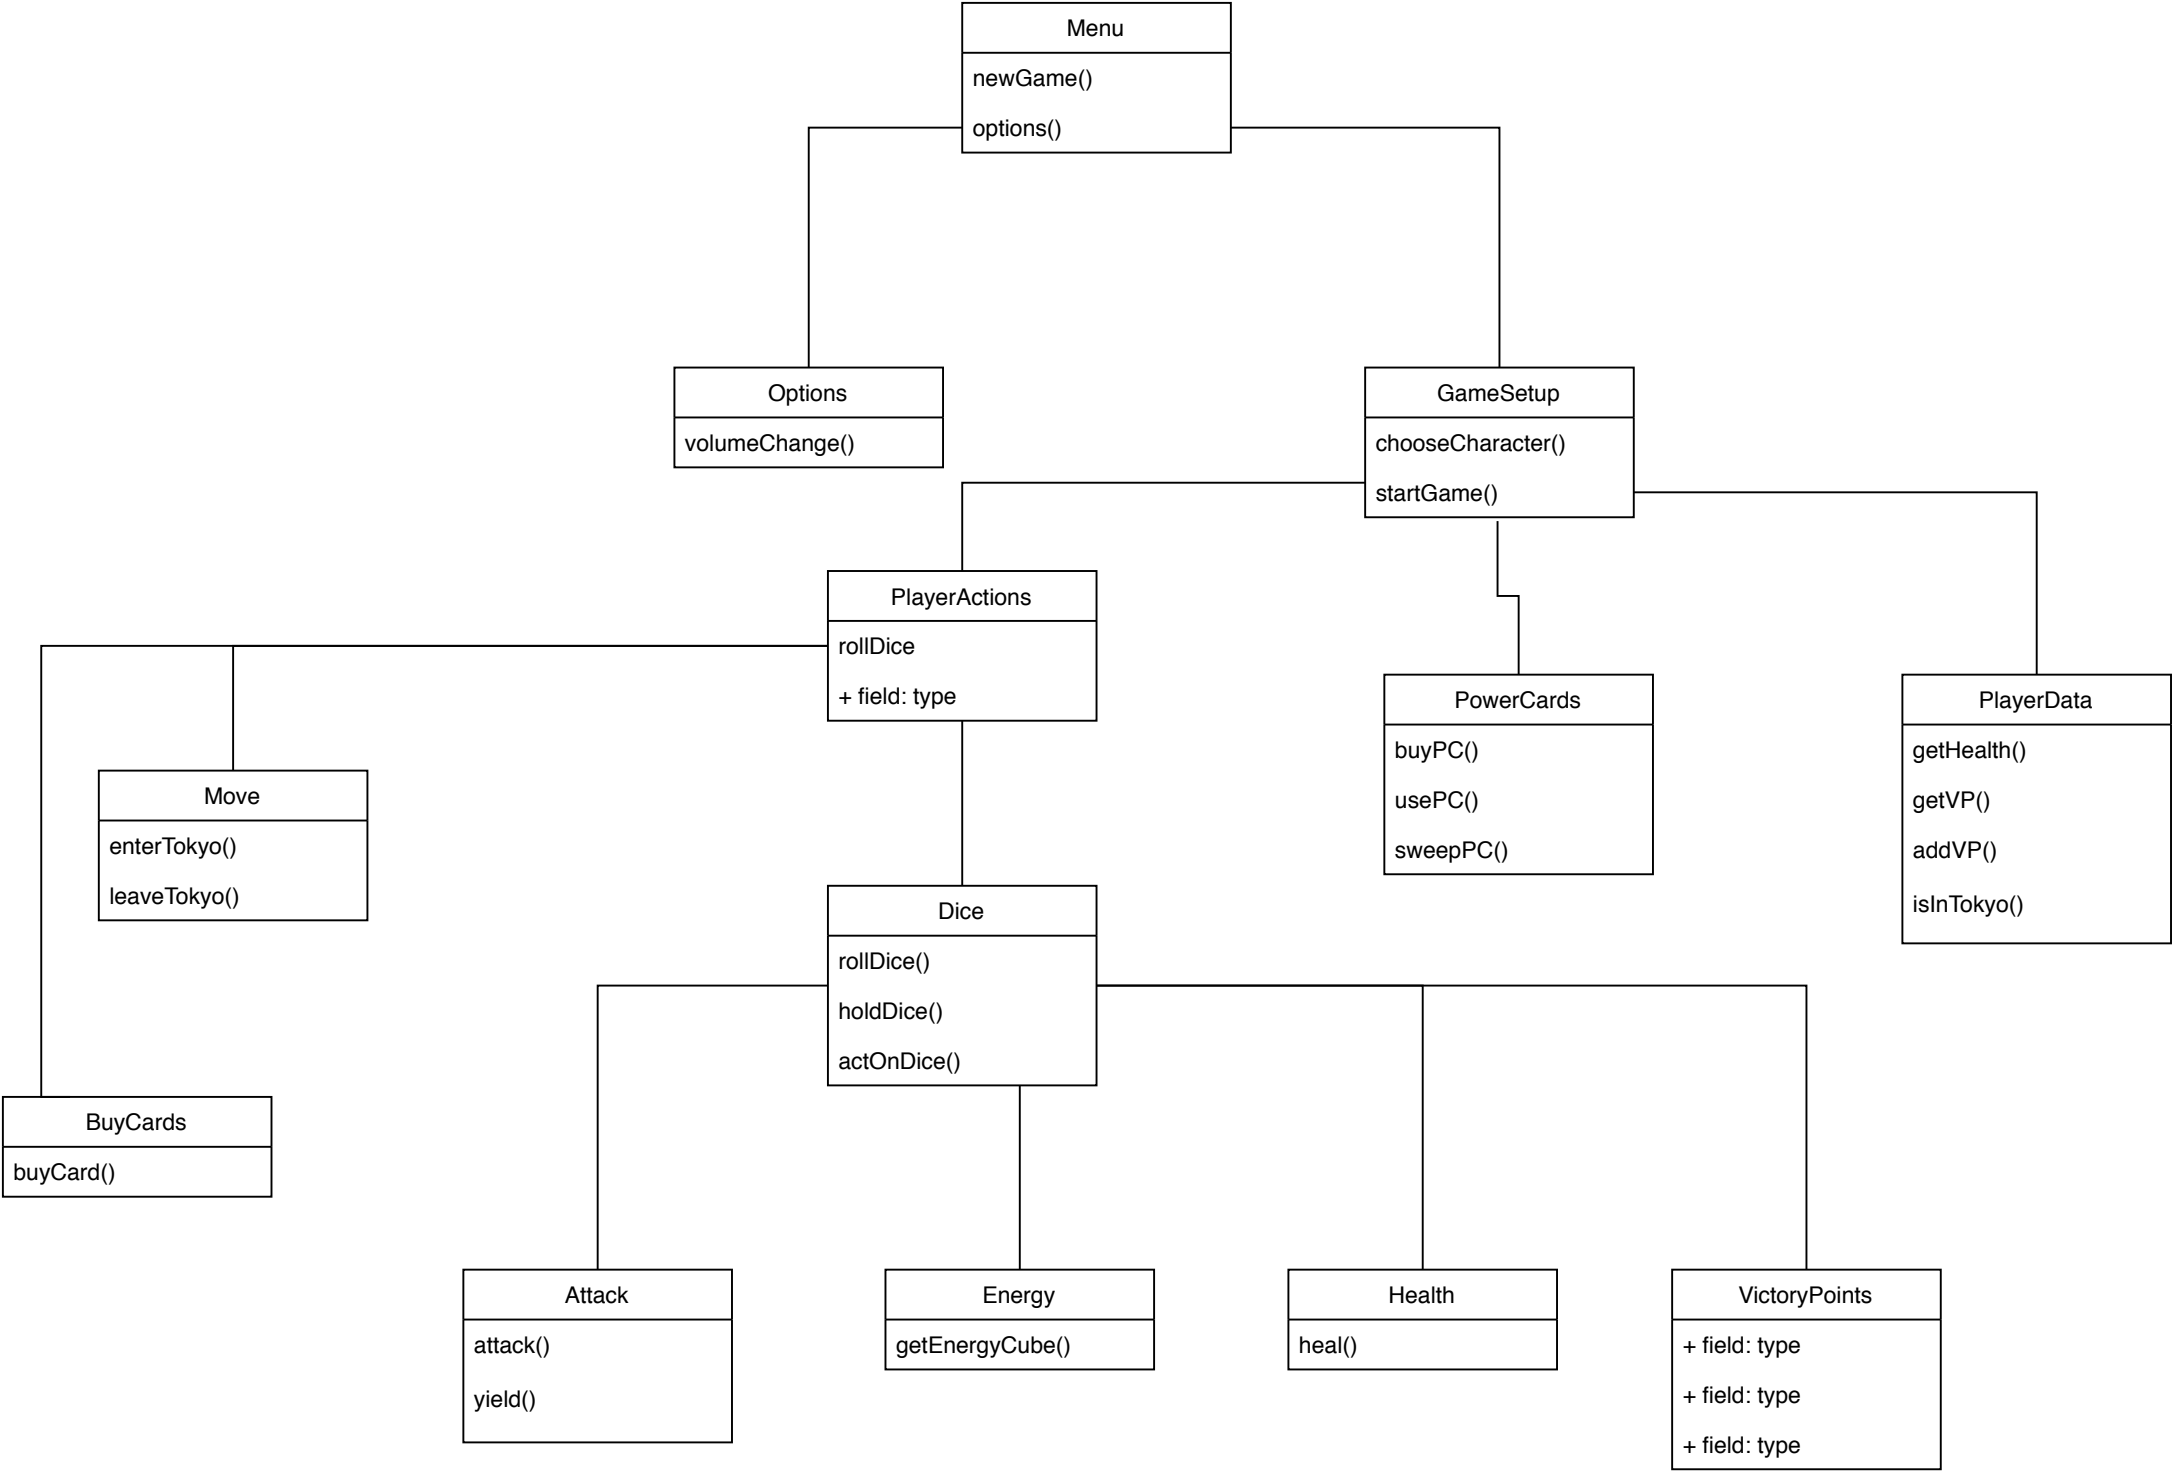 Menu
newGame()
options()
Options
volumeChange()
GameSetup
chooseCharacter()
startGame()
PlayerActions
rollDice
+ field: type
PowerCards
buyPC()
usePC()
sweepPC()
PlayerData
getHealth()
getVP()
addVP()
isInTokyo()
Move
enterTokyo()
leaveTokyo()
Dice
rollDice()
holdDice()
actOnDice()
BuyCards
buyCard()
Attack
attack()
yield()
Energy
getEnergyCube()
Health
heal()
VictoryPoints
+ field: type
+ field: type
+ field: type